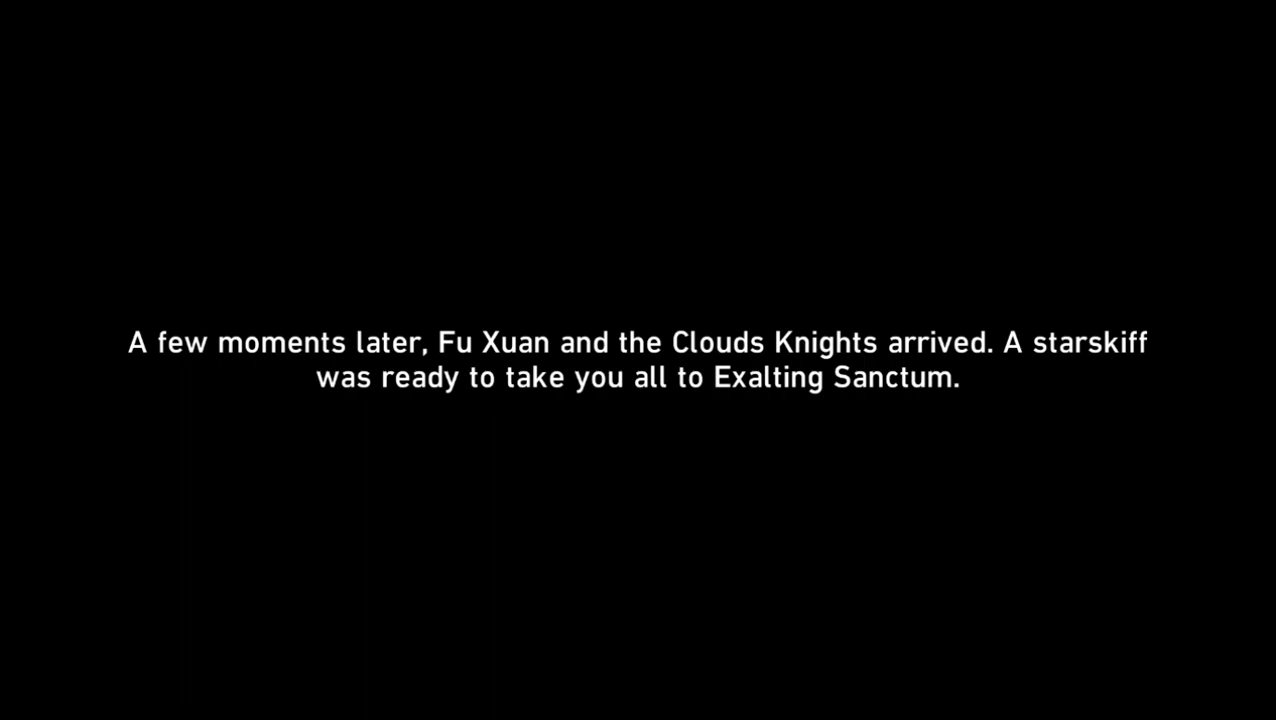 A few moments later, Fu Xuan and the Clouds Knights arrived. A starskiff
was ready to take you all to Exalting Sanctum.